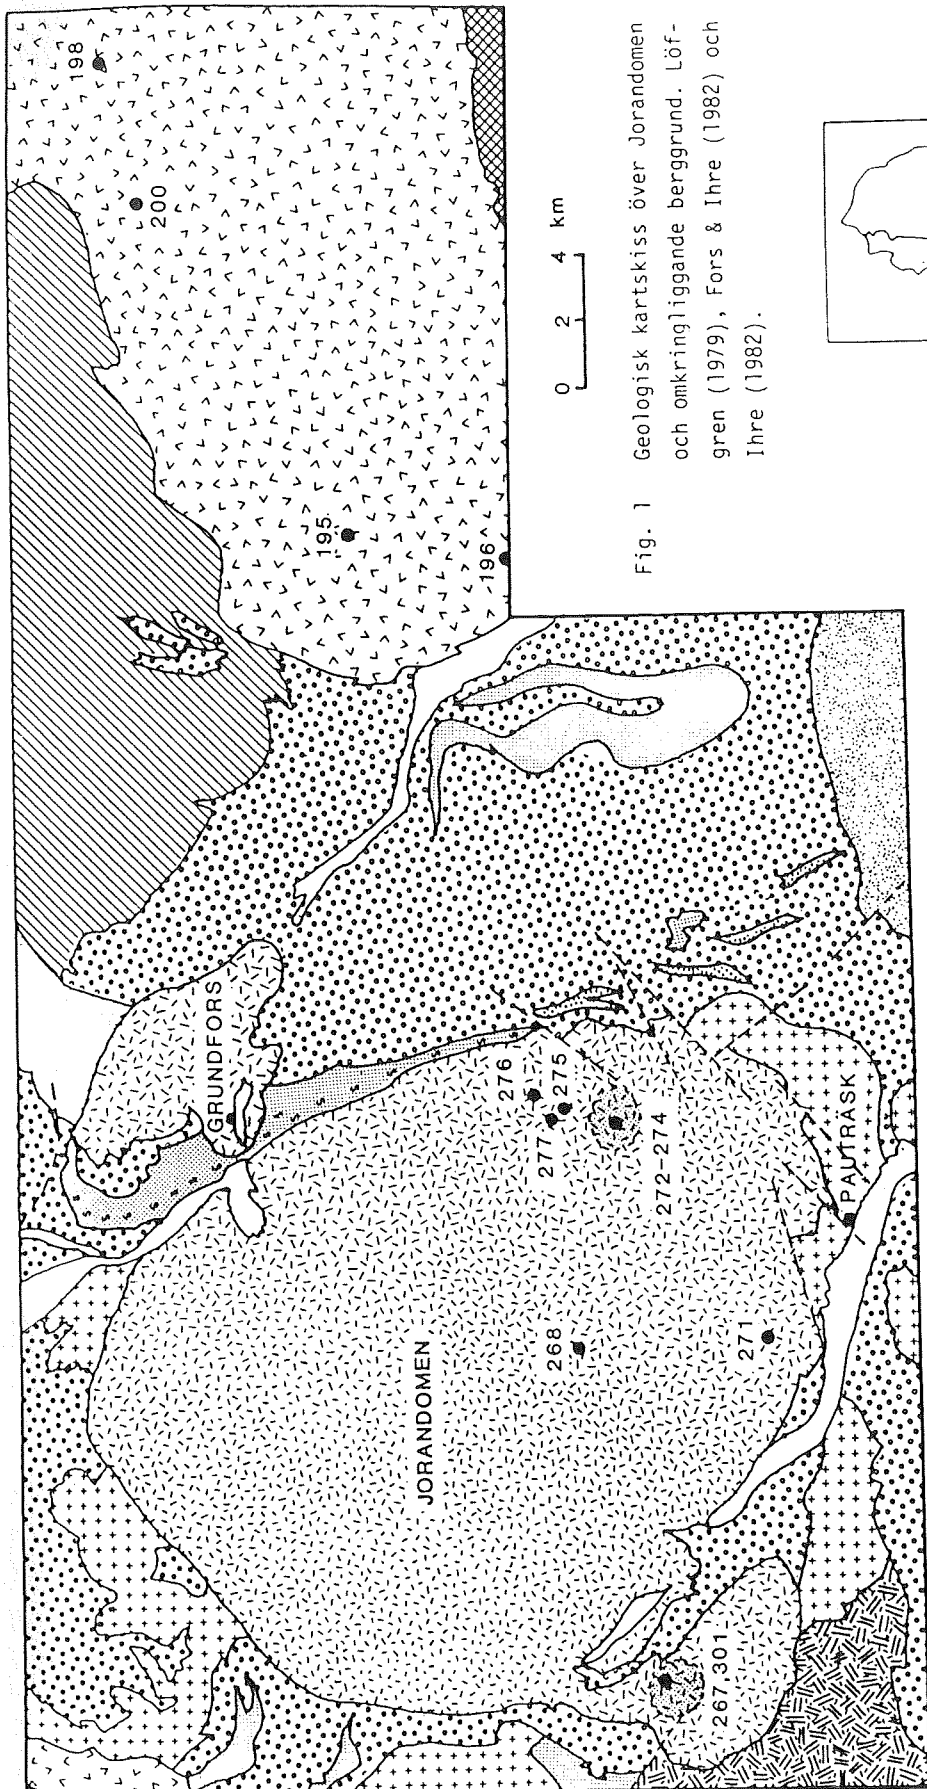 198
200
195
196
GRUNDFORS
276
277
275
272-274
PAUTRÄSK
JORANDOMEN
268
271
267 301
0 2 4 km
Fig. 1 Geologisk kartskiss över Jorandomen
och omkringliggande berggrund. Löf-
gren (1979), Fors & Ihre (1982) och
Ihre (1982).